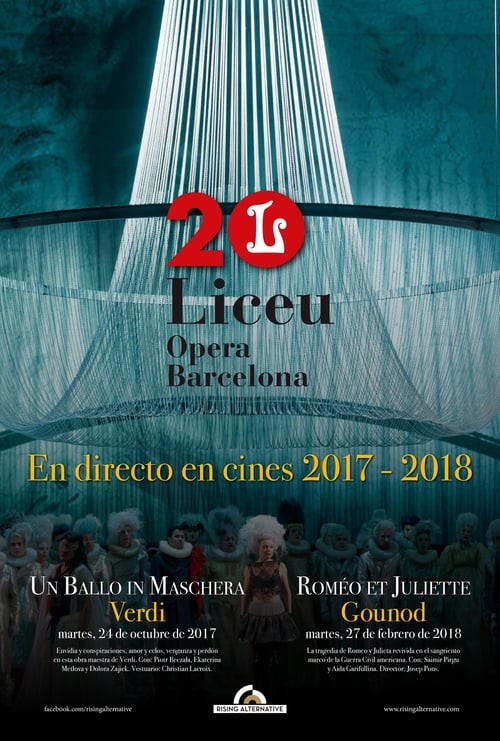 20 L
Liceu
Opera
Barcelona
En directo en cines 2017 - 2018
UN BALLO IN MASCHERA
Verdi
martes, 24 de octubre de 2017
Envidia y conspiraciones, amor y celos, venganza y perdón
en esta obra maestra de Verdi. Con: Piotr Beczala, Ekaterina
Metlova y Dolora Zajick. Vestuario: Christian Lacroix.
ROMÉO ET JULIETTE
Gounod
martes, 27 de febrero de 2018
La tragedia de Romeo y Julieta revivida en el sangriento
marco de la Guerra Civil americana. Con: Saimir Pirgu
y Aida Garifullina. Director: Josep Pons.
facebook.com/risingalternative
RISING ALTERNATIVE
www.risingalternative.com